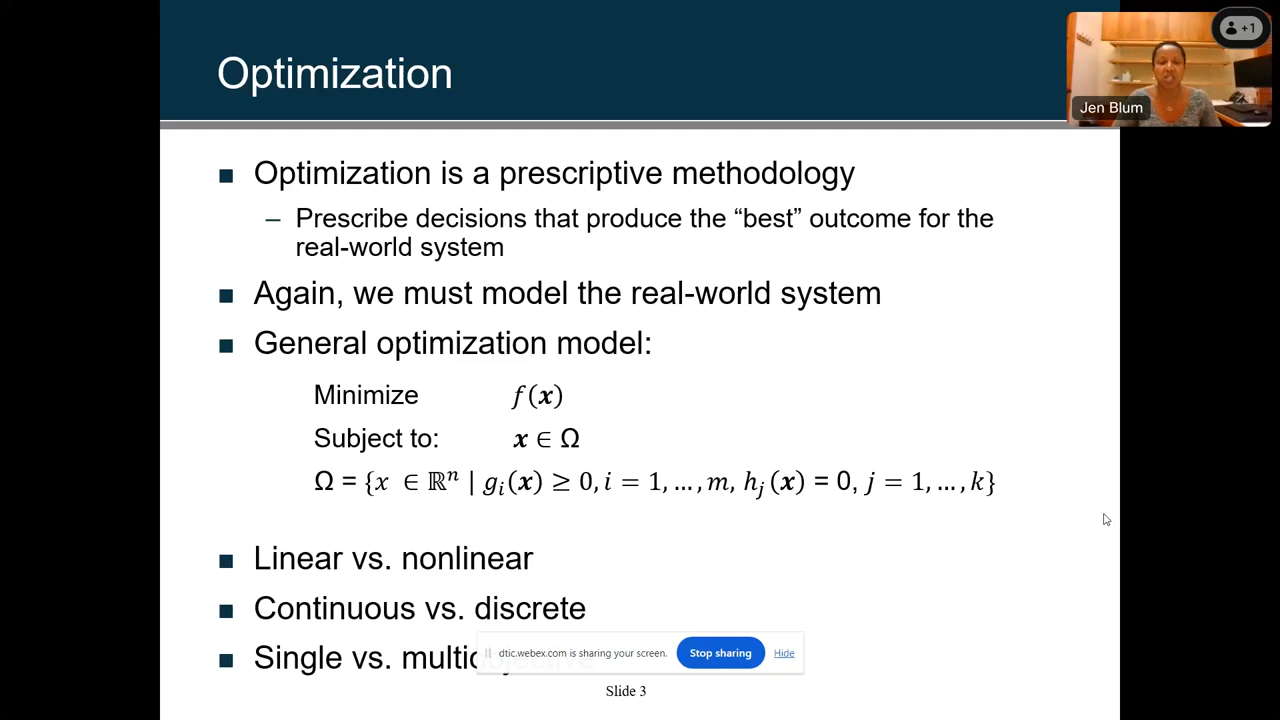 Optimization
+1
Jen Blum
Optimization is a prescriptive methodology
– Prescribe decisions that produce the “best” outcome for the
real-world system
Again, we must model the real-world system
General optimization model:
Minimize f(x)
Subject to: x ∈ Ω
Ω = {x ∈ ℝⁿ | gᵢ(x) ≥ 0, i = 1, …, m, hⱼ(x) = 0, j = 1, …, k}
Linear vs. nonlinear
Continuous vs. discrete
Single vs. multiobjective
dtic.webex.com is sharing your screen.
Stop sharing
Hide
Slide 3